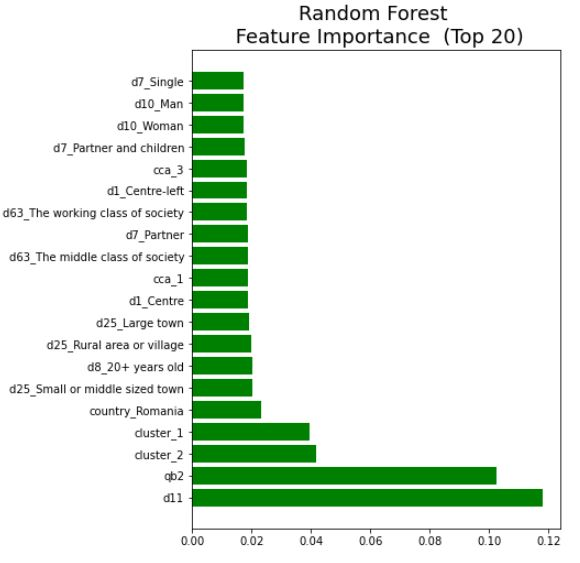 Random Forest
Feature Importance (Top 20)
d7_Single
d10_Man
d10_Woman
d7_Partner and children
cca_3
d1_Centre-left
d63_The working class of society
d7_Partner
d63_The middle class of society
cca_1
d1_Centre
d25_Large town
d25_Rural area or village
d8_20+ years old
d25_Small or middle sized town
country_Romania
cluster_1
cluster_2
qb2
d11
0.00 0.02 0.04 0.06 0.08 0.10 0.12